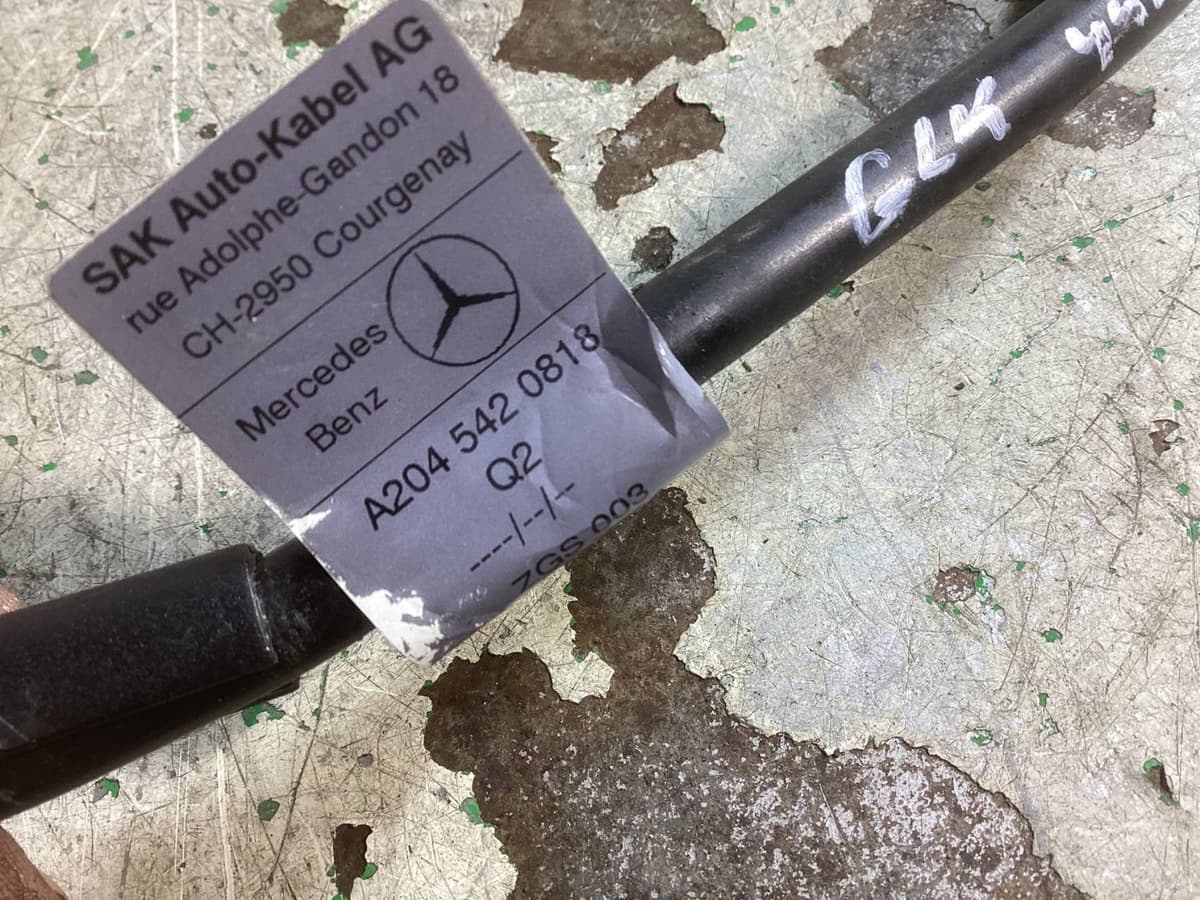 SAK Auto-Kabel AG
rue Adolphe-Gandon 18
CH-2950 Courgenay
Mercedes
Benz
A204 542 0818
Q2
----/--/--
ZGS 003
GLK